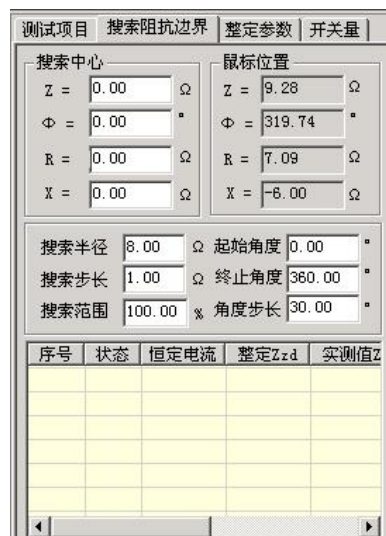 测试项目 搜索阻抗边界 整定参数 开关量
搜索中心 鼠标位置
Z = 0.00 Ω Z = 9.28 Ω
Φ = 0.00 ° Φ = 319.74 °
R = 0.00 Ω R = 7.09 Ω
X = 0.00 Ω X = -6.00 Ω
搜索半径 8.00 Ω 起始角度 0.00 °
搜索步长 1.00 Ω 终止角度 360.00 °
搜索范围 100.00 % 角度步长 30.00 °
序号 状态 恒定电流 整定Zzd 实测值Z